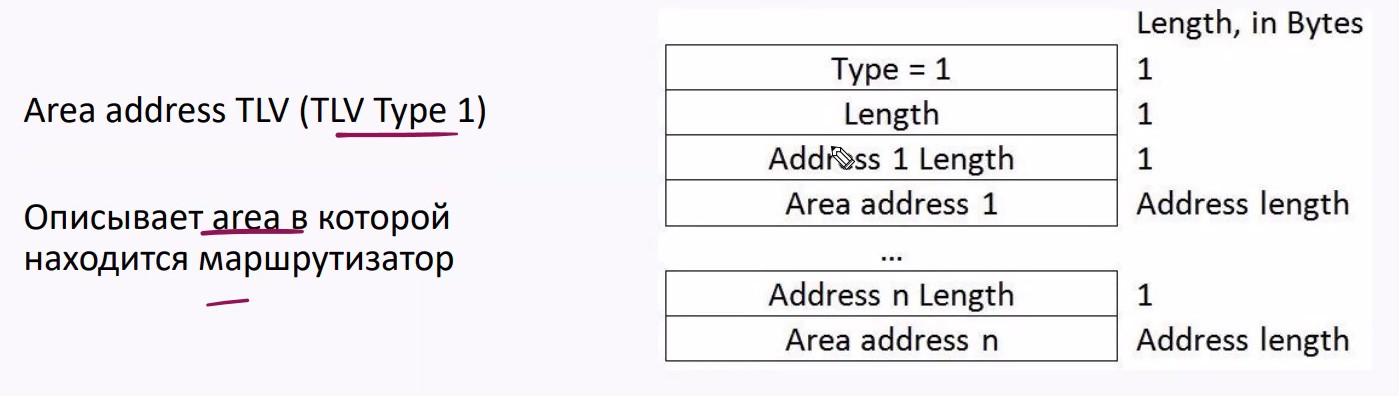 Area address TLV (TLV Type 1)
Описывает area в которой
находится маршрутизатор
Length, in Bytes
Type = 1 1
Length 1
Address 1 Length 1
Area address 1 Address length
...
Address n Length 1
Area address n Address length